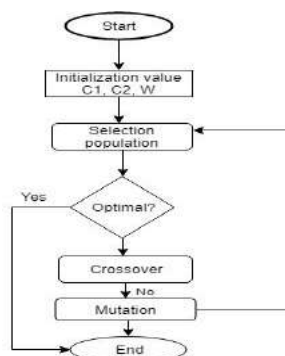 Start
Initialization value
C1, C2, W
Selection
population
Yes
Optimal?
Crossover
No
Mutation
End